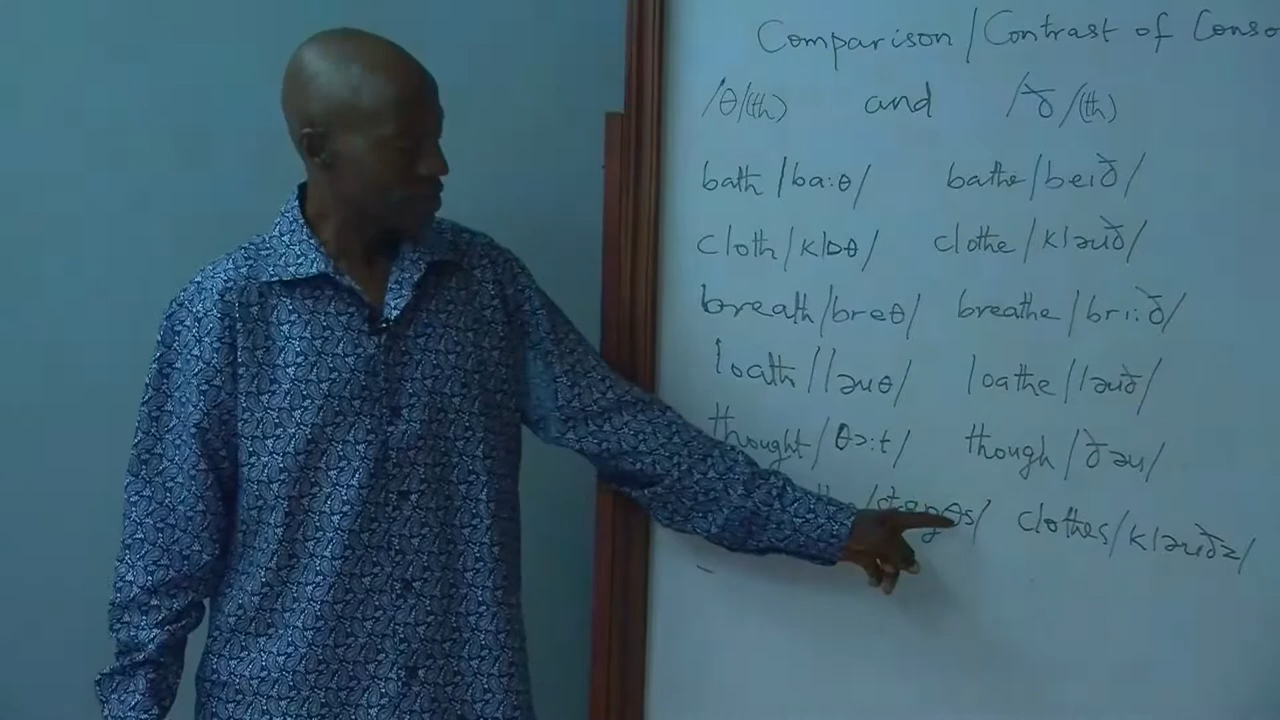 Comparison/Contrast of Conso
/θ/(th) and /ð/(th)
bath /ba:θ/ bathe /beıð/
cloth /klɒθ/ clothe /kləuð/
breath /breθ/ breathe /bri:ð/
loath /ləuθ/ loathe /ləuð/
thought /θɔ:t/ though /ðəu/
clothes /kləuðz/